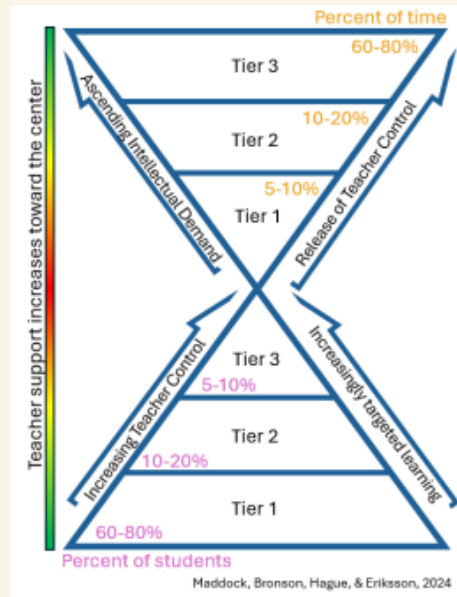 Percent of time
60-80%
Tier 3
10-20%
Tier 2
5-10%
Tier 1
Ascending Intellectual Demand
Release of Teacher Control
Teacher support increases toward the center
Increasing Teacher Control
Increasingly targeted learning
Tier 3
5-10%
Tier 2
10-20%
Tier 1
60-80%
Percent of students
Maddock, Bronson, Hague, & Eriksson, 2024